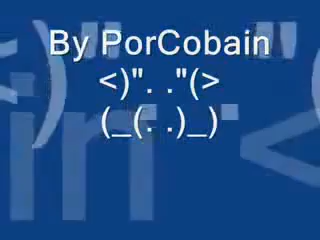 By PorCobain
<)". ."(>
(_(. .)_)